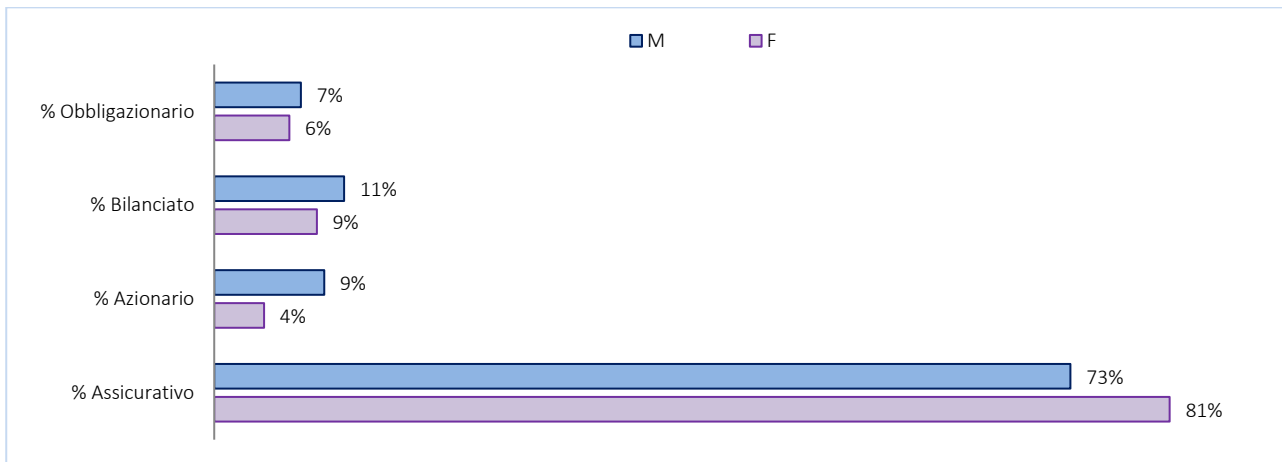 M F
% Obbligazionario
7%
6%
% Bilanciato
11%
9%
% Azionario
9%
4%
% Assicurativo
73%
81%